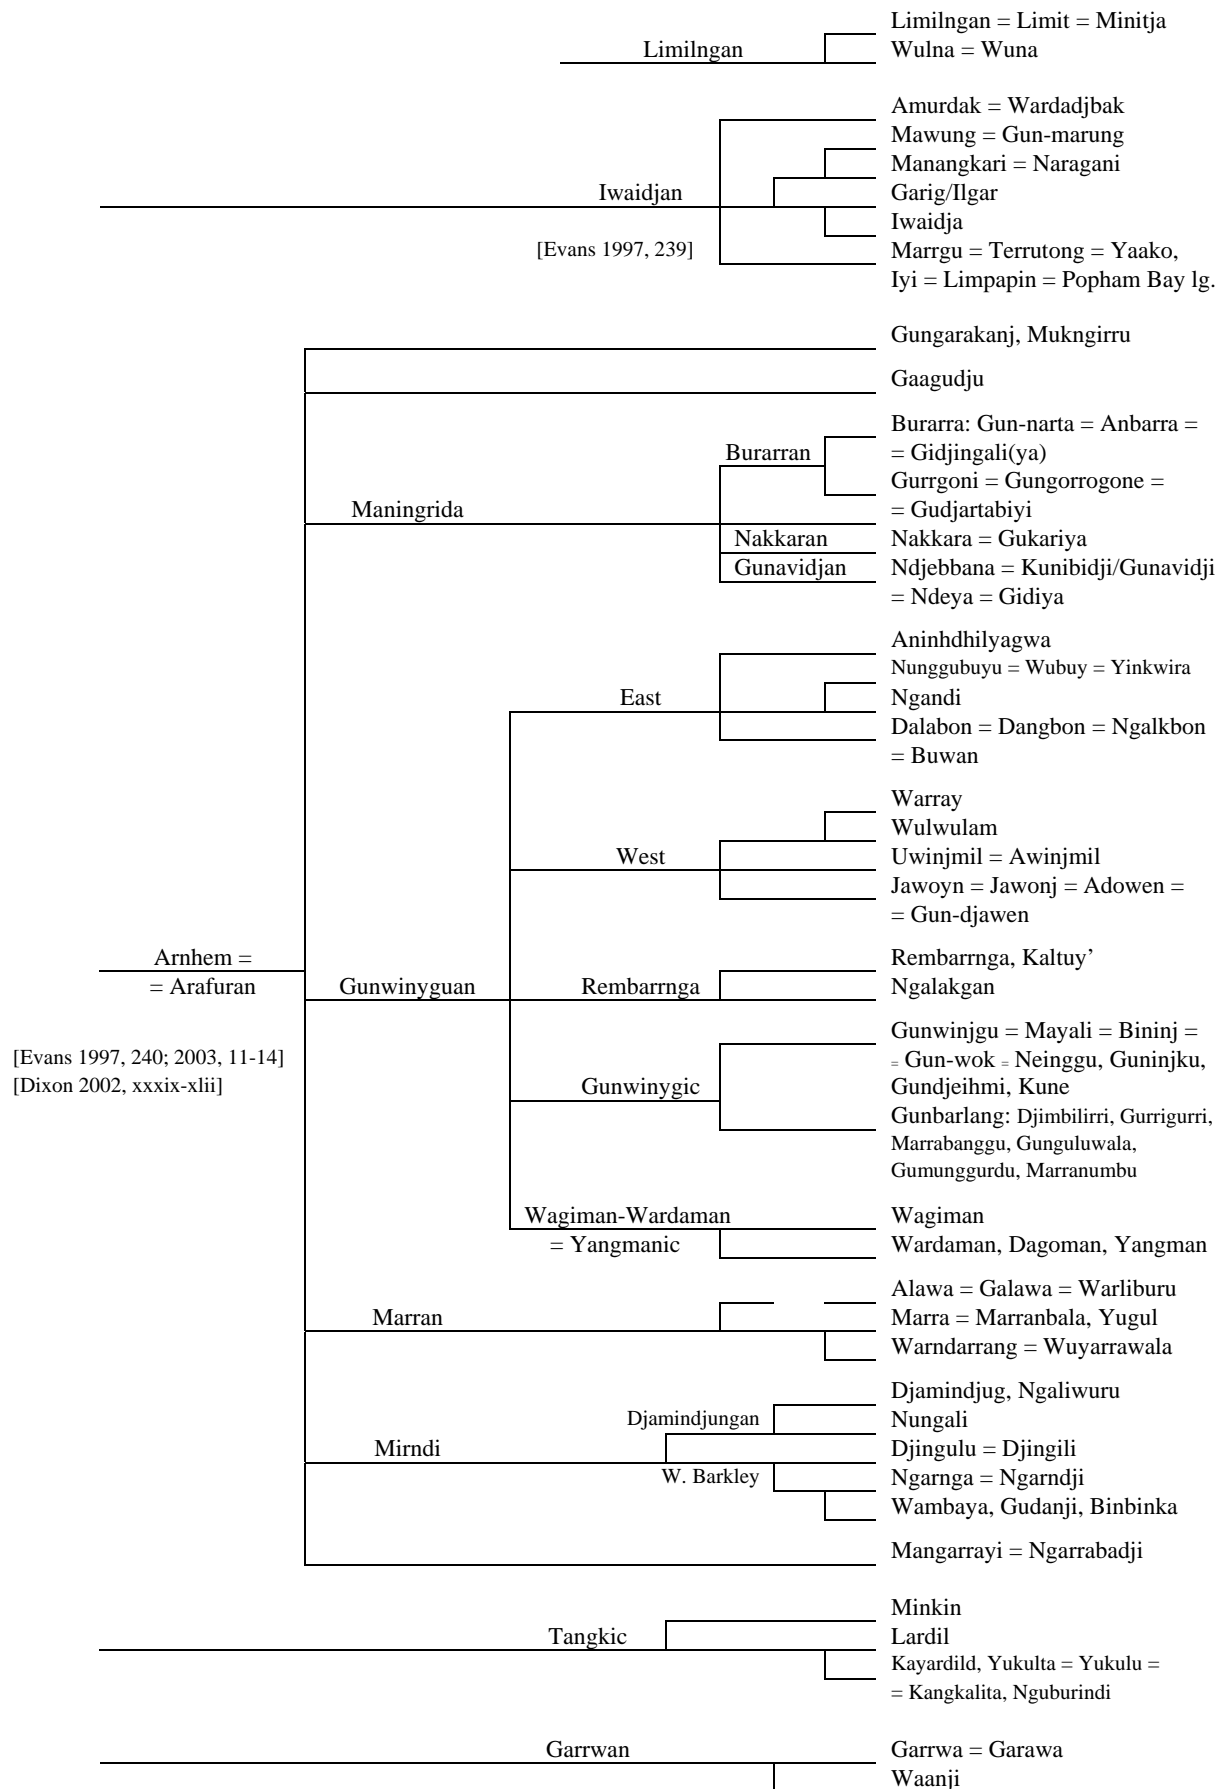 Limilngan = Limit = Minitja
Limilngan
Wulna = Wuna
Amurdak = Wardadjbak
Mawung = Gun-marung
Manangkari = Naragani
Iwaidjan
Garig/Ilgar
Iwaidja
[Evans 1997, 239]
Marrgu = Terrutong = Yaako,
Iyi = Limpapin = Popham Bay lg.
Gungarakanj, Mukngirru
Gaagudju
Burarra: Gun-narta = Anbarra =
Burarran
= Gidjingali(ya)
Gurrgoni = Gungorrogone =
Maningrida
= Gudjartabiyi
Nakkaran
Nakkara = Gukariya
Gunavidjan
Ndjebbana = Kunibidji/Gunavidji
= Ndeya = Gidiya
Aninhdhilyagwa
Nunggubuyu = Wubuy = Yinkwira
East
Ngandi
Dalabon = Dangbon = Ngalkbon
= Buwan
Warray
Wulwulam
West
Uwinjmil = Awinjmil
Jawoyn = Jawonj = Adowen =
= Gun-djawen
Arnhem =
Rembarrnga, Kaltuy’
= Arafuran
Gunwinyguan
Rembarrnga
Ngalakgan
Gunwinjgu = Mayali = Bininj =
[Evans 1997, 240; 2003, 11-14]
= Gun-wok = Neinggu, Guninjku,
[Dixon 2002, xxxix-xlii]
Gunwinygic
Gundjeihmi, Kune
Gunbarlang: Djimbilirri, Gurrigurri,
Marrabanggu, Gunguluwala,
Gumunggurdu, Marranumbu
Wagiman-Wardaman
Wagiman
= Yangmanic
Wardaman, Dagoman, Yangman
Alawa = Galawa = Warliburu
Marran
Marra = Marranbala, Yugul
Warndarrang = Wuyarrawala
Djamindjug, Ngaliwuru
Djamindjungan
Nungali
Mirndi
Djingulu = Djingili
W. Barkley
Ngarnga = Ngarndji
Wambaya, Gudanji, Binbinka
Mangarrayi = Ngarrabadji
Minkin
Tangkic
Lardil
Kayardild, Yukulta = Yukulu =
= Kangkalita, Nguburindi
Garrwan
Garrwa = Garawa
Waanji